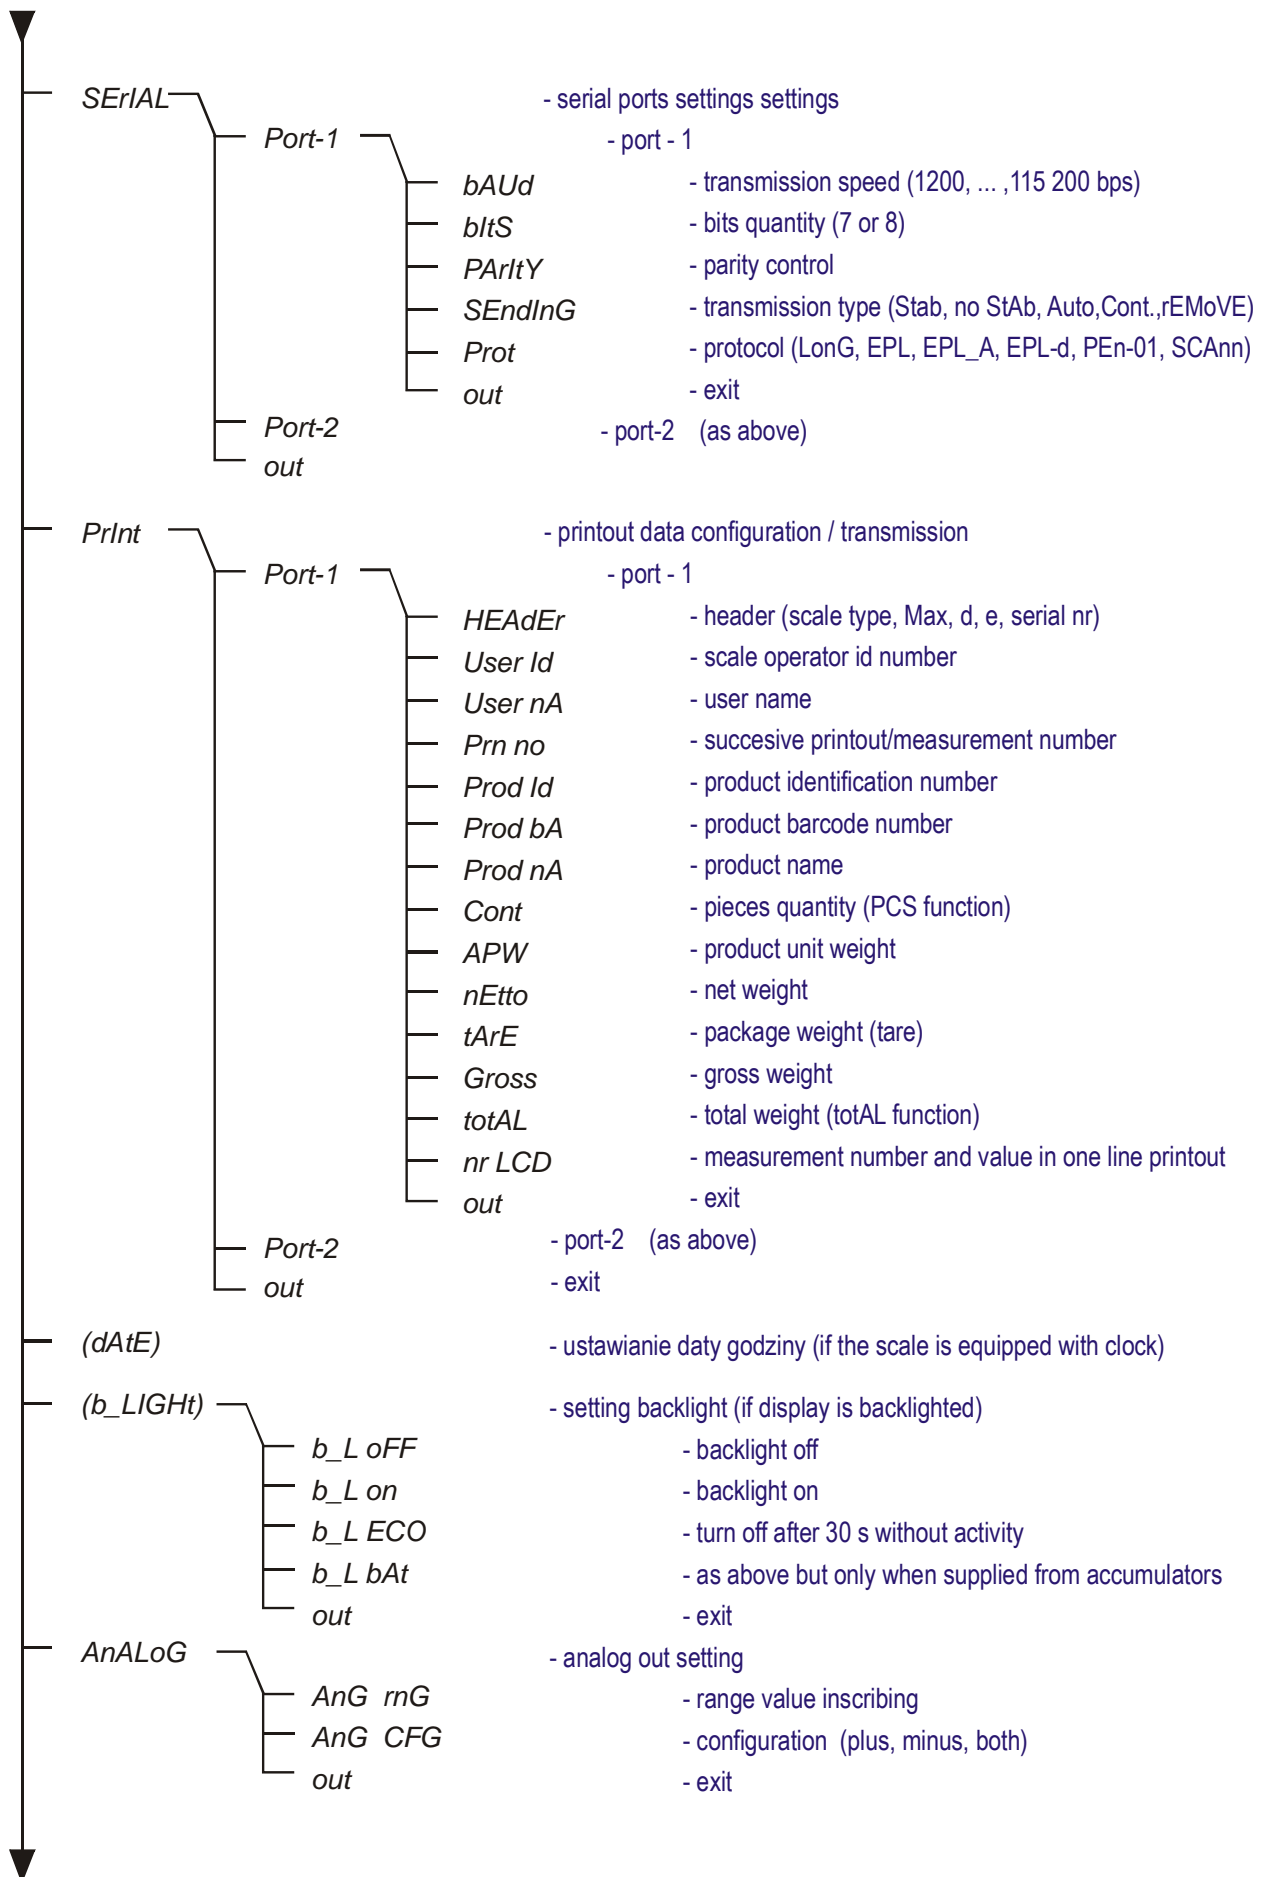 SErIAL - serial ports settings settings
Port-1 - port - 1
bAUd - transmission speed (1200, ... ,115 200 bps)
bItS - bits quantity (7 or 8)
PArItY - parity control
SEndInG - transmission type (Stab, no StAb, Auto,Cont.,rEMoVE)
Prot - protocol (LonG, EPL, EPL_A, EPL-d, PEn-01, SCAnn)
out - exit
Port-2 - port-2 (as above)
out
PrInt - printout data configuration / transmission
Port-1 - port - 1
HEAdEr - header (scale type, Max, d, e, serial nr)
User Id - scale operator id number
User nA - user name
Prn no - succesive printout/measurement number
Prod Id - product identification number
Prod bA - product barcode number
Prod nA - product name
Cont - pieces quantity (PCS function)
APW - product unit weight
nEtto - net weight
tArE - package weight (tare)
Gross - gross weight
totAL - total weight (totAL function)
nr LCD - measurement number and value in one line printout
out - exit
Port-2 - port-2 (as above)
out - exit
(dAtE) - ustawianie daty godziny (if the scale is equipped with clock)
(b_LIGHt) - setting backlight (if display is backlighted)
b_L oFF - backlight off
b_L on - backlight on
b_L ECO - turn off after 30 s without activity
b_L bAt - as above but only when supplied from accumulators
out - exit
AnALoG - analog out setting
AnG rnG - range value inscribing
AnG CFG - configuration (plus, minus, both)
out - exit